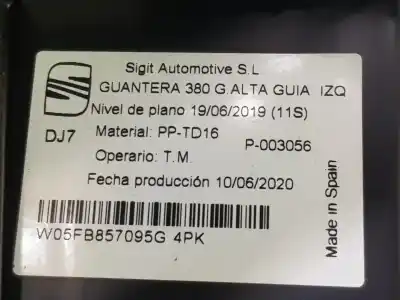 Sigit Automotive S.L
GUANTERA 380 G.ALTA GUIA IZQ
Nivel de plano 19/06/2019 (11S)
DJ7
Material: PP-TD16
P-003056
Operario: T.M.
Fecha producción 10/06/2020
W05FB857095G 4PK
Made in Spain